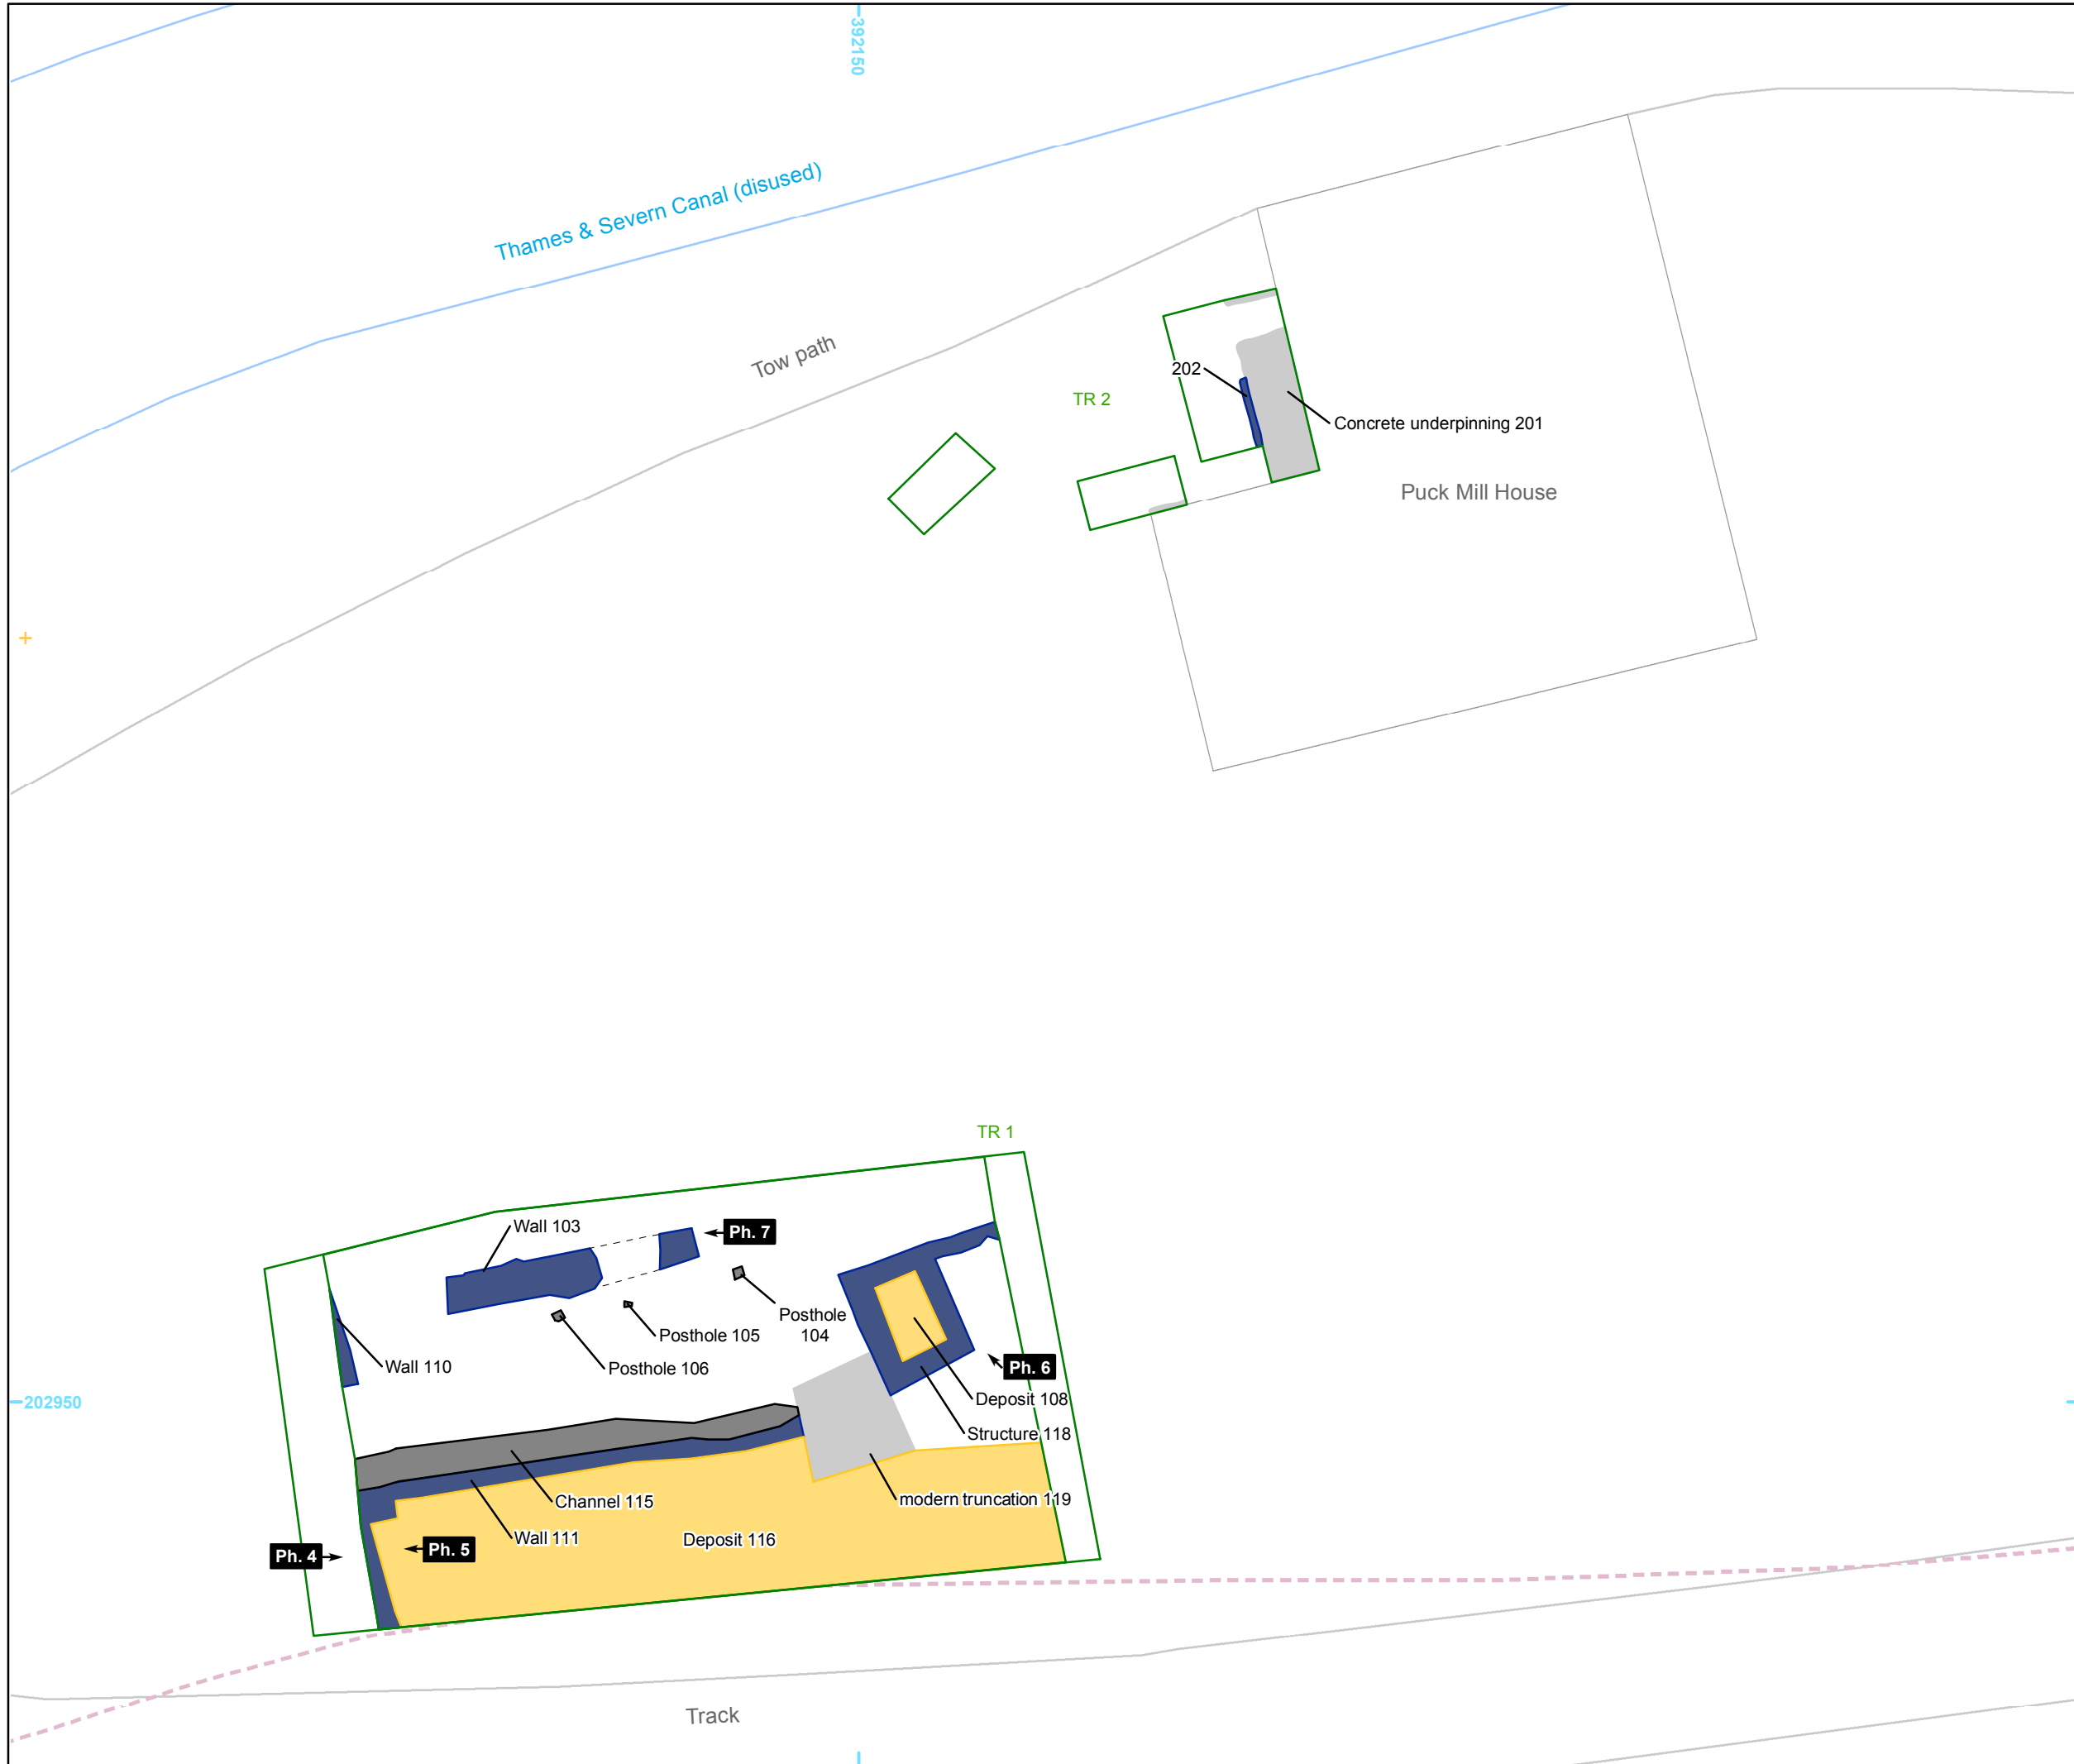 392150
Thames & Severn Canal (disused)
Tow path
202
TR 2
Concrete underpinning 201
Puck Mill House
TR 1
Wall 103
Ph. 7
Posthole
104
Posthole 105
Wall 110
Posthole 106
Ph. 6
Deposit 108
202950
Structure 118
Channel 115
modern truncation 119
Wall 111
Deposit 116
Ph. 5
Ph. 4
Track